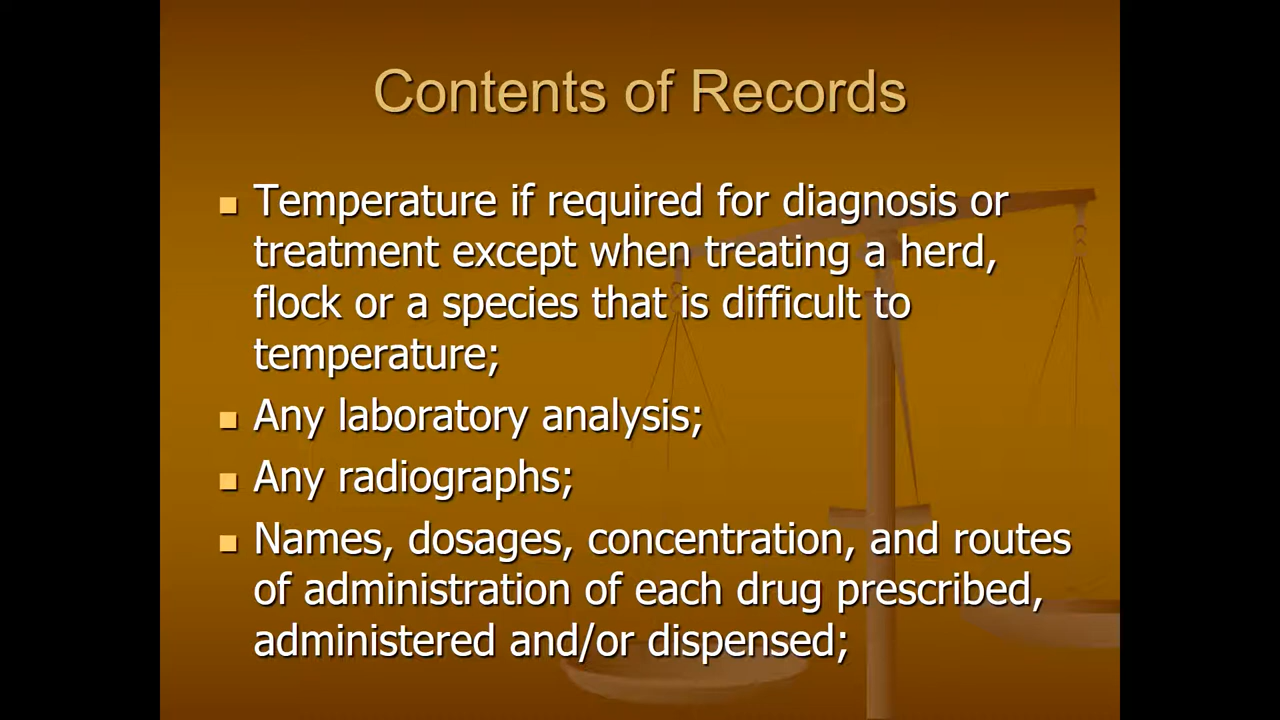 Contents of Records
Temperature if required for diagnosis or
treatment except when treating a herd,
flock or a species that is difficult to
temperature;
Any laboratory analysis;
Any radiographs;
Names, dosages, concentration, and routes
of administration of each drug prescribed,
administered and/or dispensed;